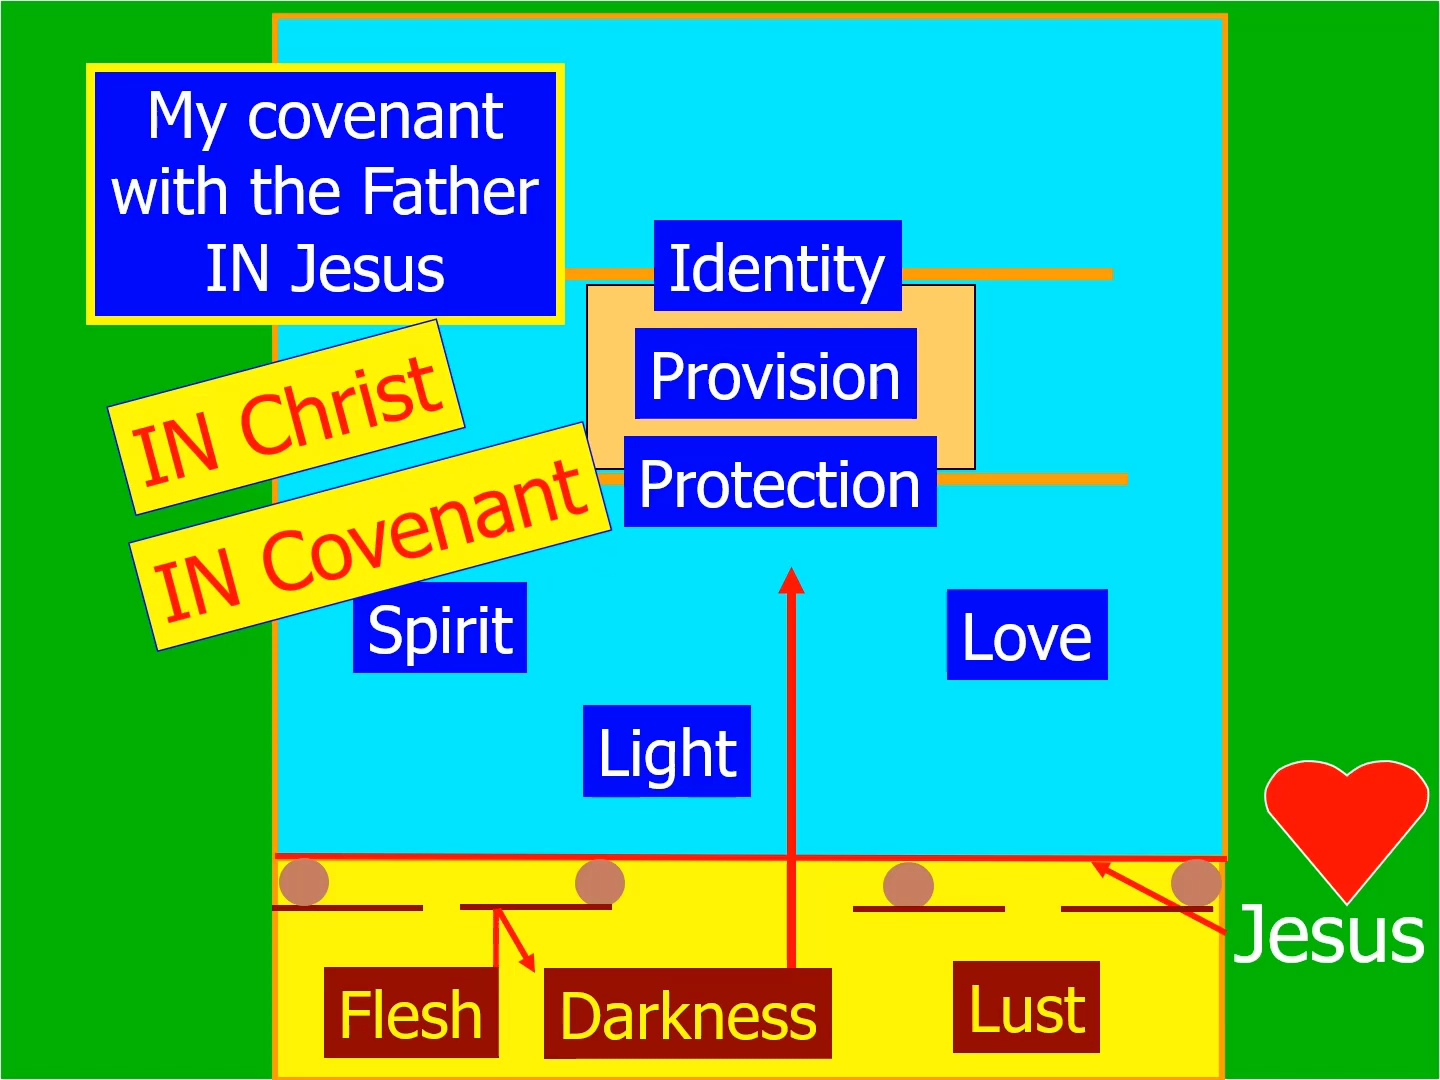 My covenant
with the Father
IN Jesus
Identity
Provision
Protection
IN Christ
IN Covenant
Spirit
Love
Light
Jesus
Flesh
Darkness
Lust